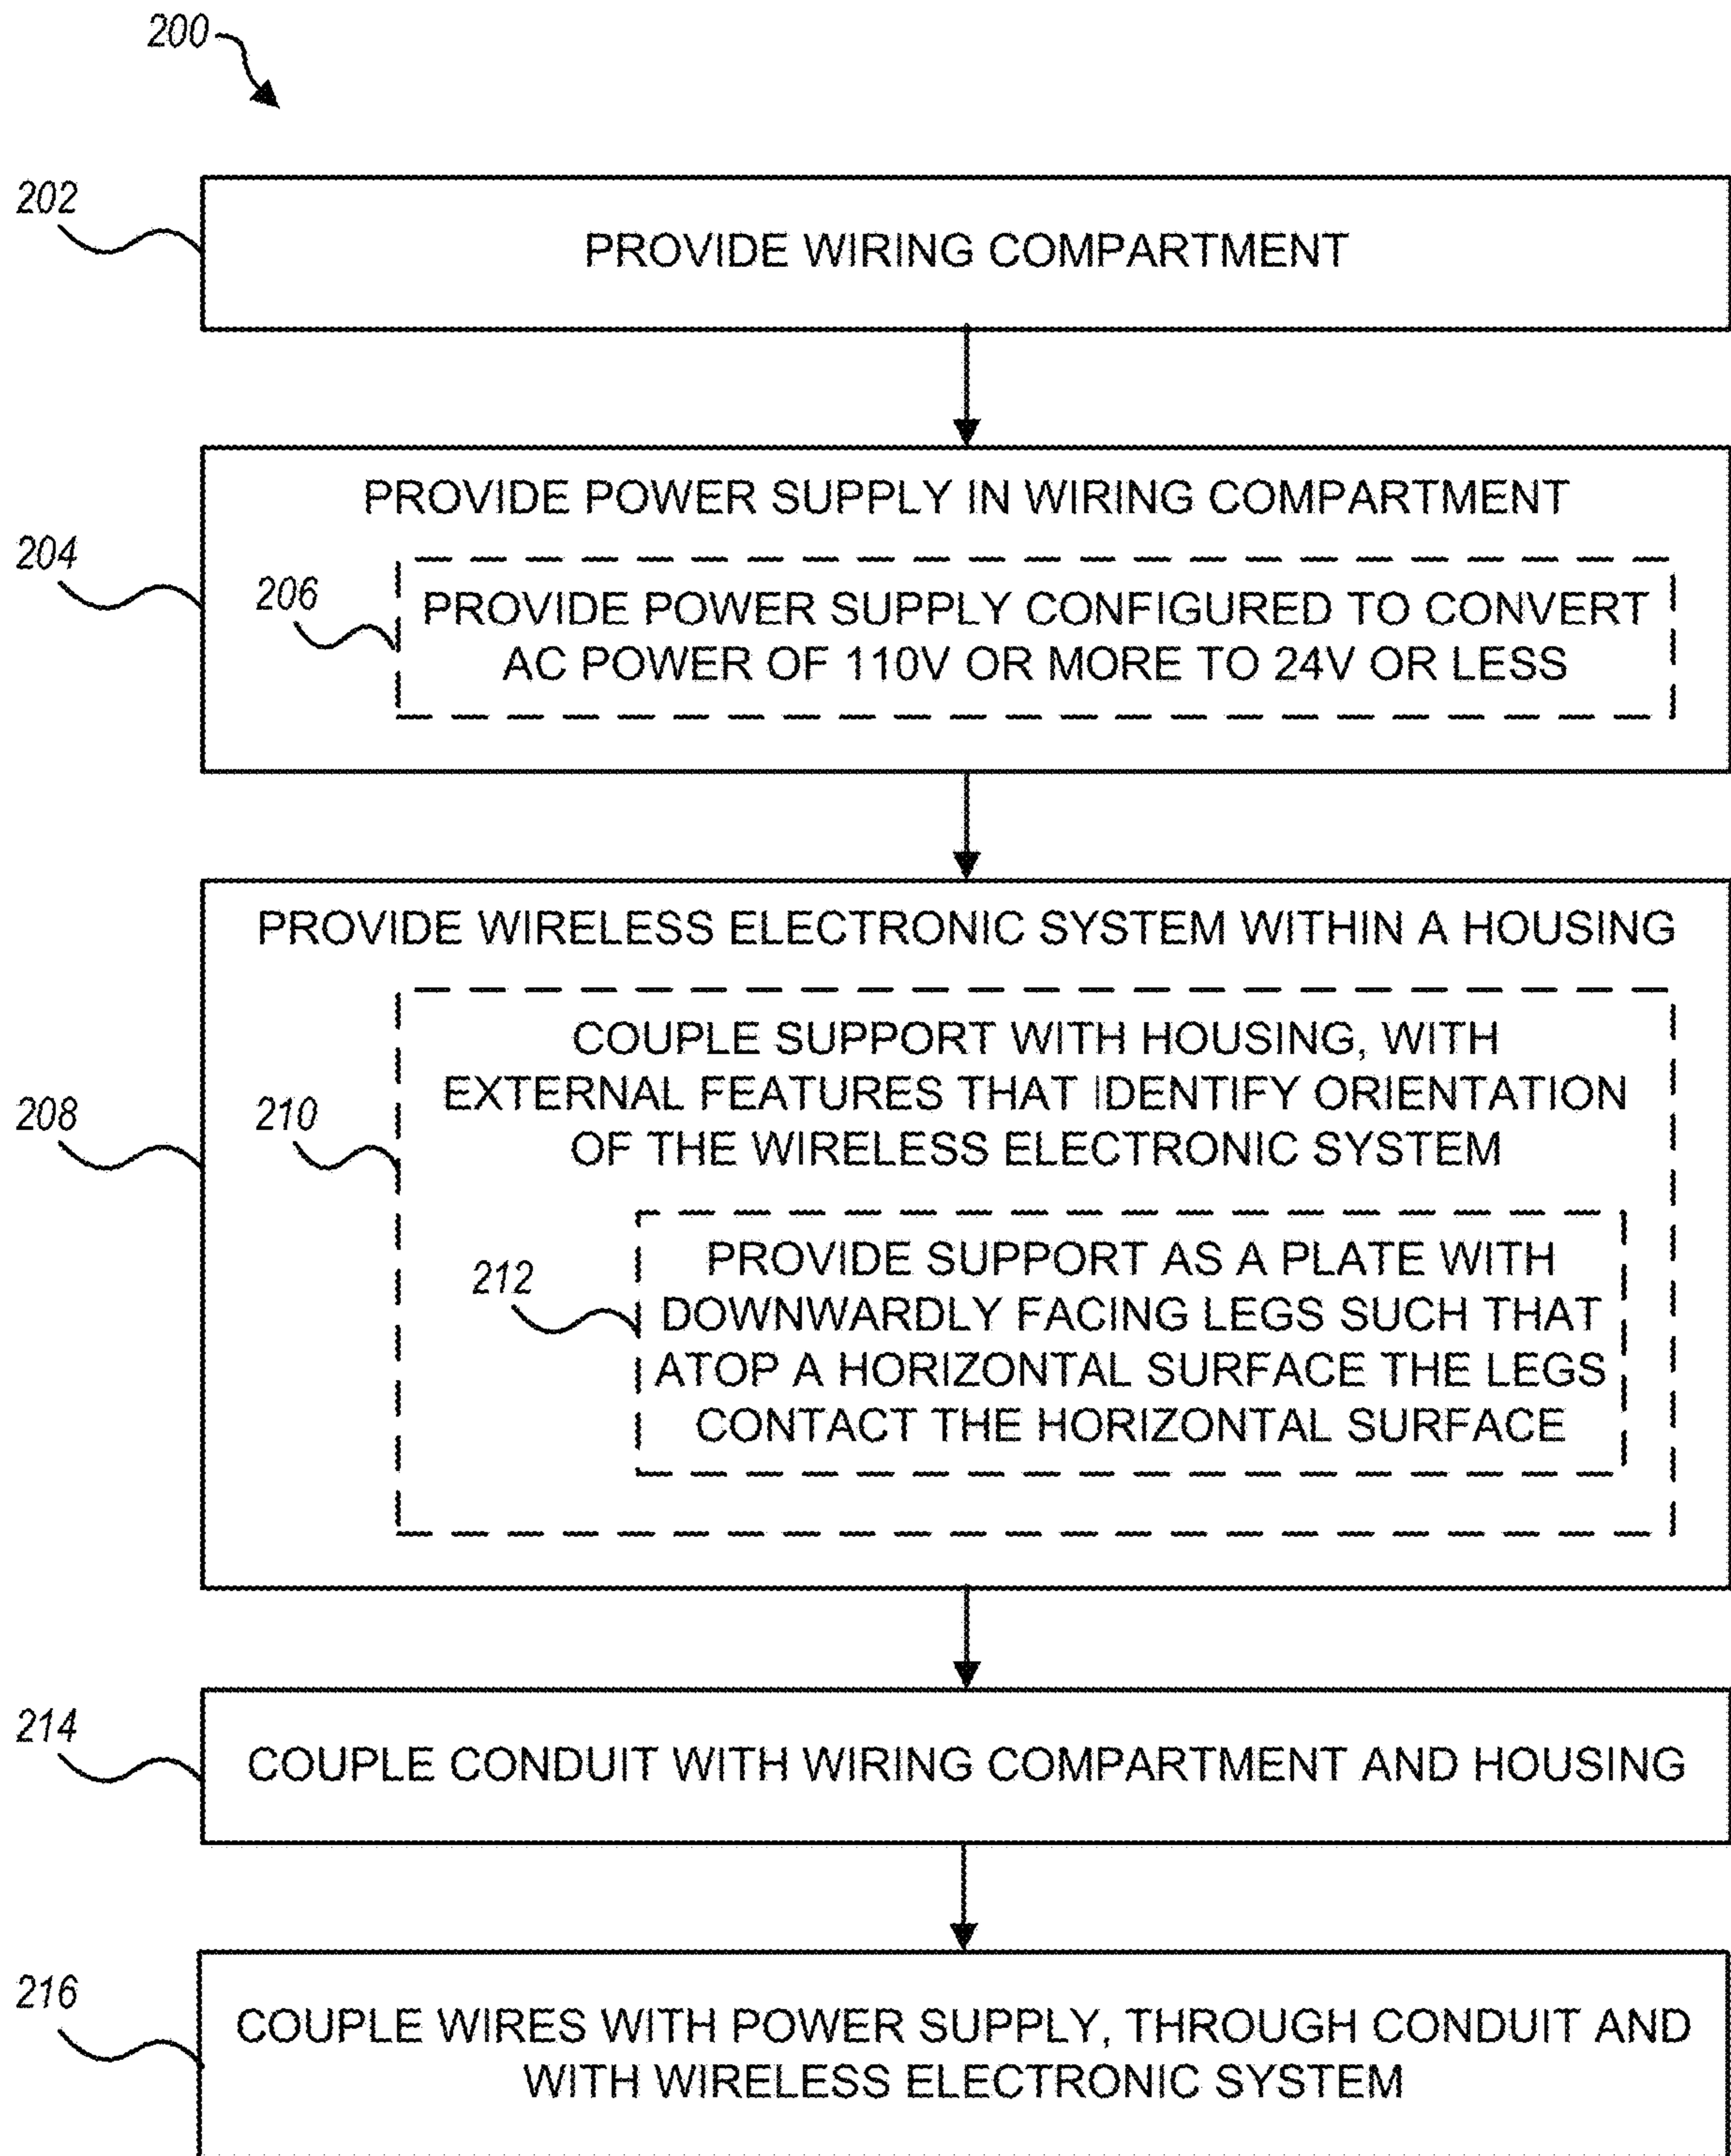 200
202
PROVIDE WIRING COMPARTMENT
204
PROVIDE POWER SUPPLY IN WIRING COMPARTMENT
206
PROVIDE POWER SUPPLY CONFIGURED TO CONVERT
AC POWER OF 110V OR MORE TO 24V OR LESS
208
PROVIDE WIRELESS ELECTRONIC SYSTEM WITHIN A HOUSING
210
COUPLE SUPPORT WITH HOUSING, WITH
EXTERNAL FEATURES THAT IDENTIFY ORIENTATION
OF THE WIRELESS ELECTRONIC SYSTEM
212
PROVIDE SUPPORT AS A PLATE WITH
DOWNWARDLY FACING LEGS SUCH THAT
ATOP A HORIZONTAL SURFACE THE LEGS
CONTACT THE HORIZONTAL SURFACE
214
COUPLE CONDUIT WITH WIRING COMPARTMENT AND HOUSING
216
COUPLE WIRES WITH POWER SUPPLY, THROUGH CONDUIT AND
WITH WIRELESS ELECTRONIC SYSTEM